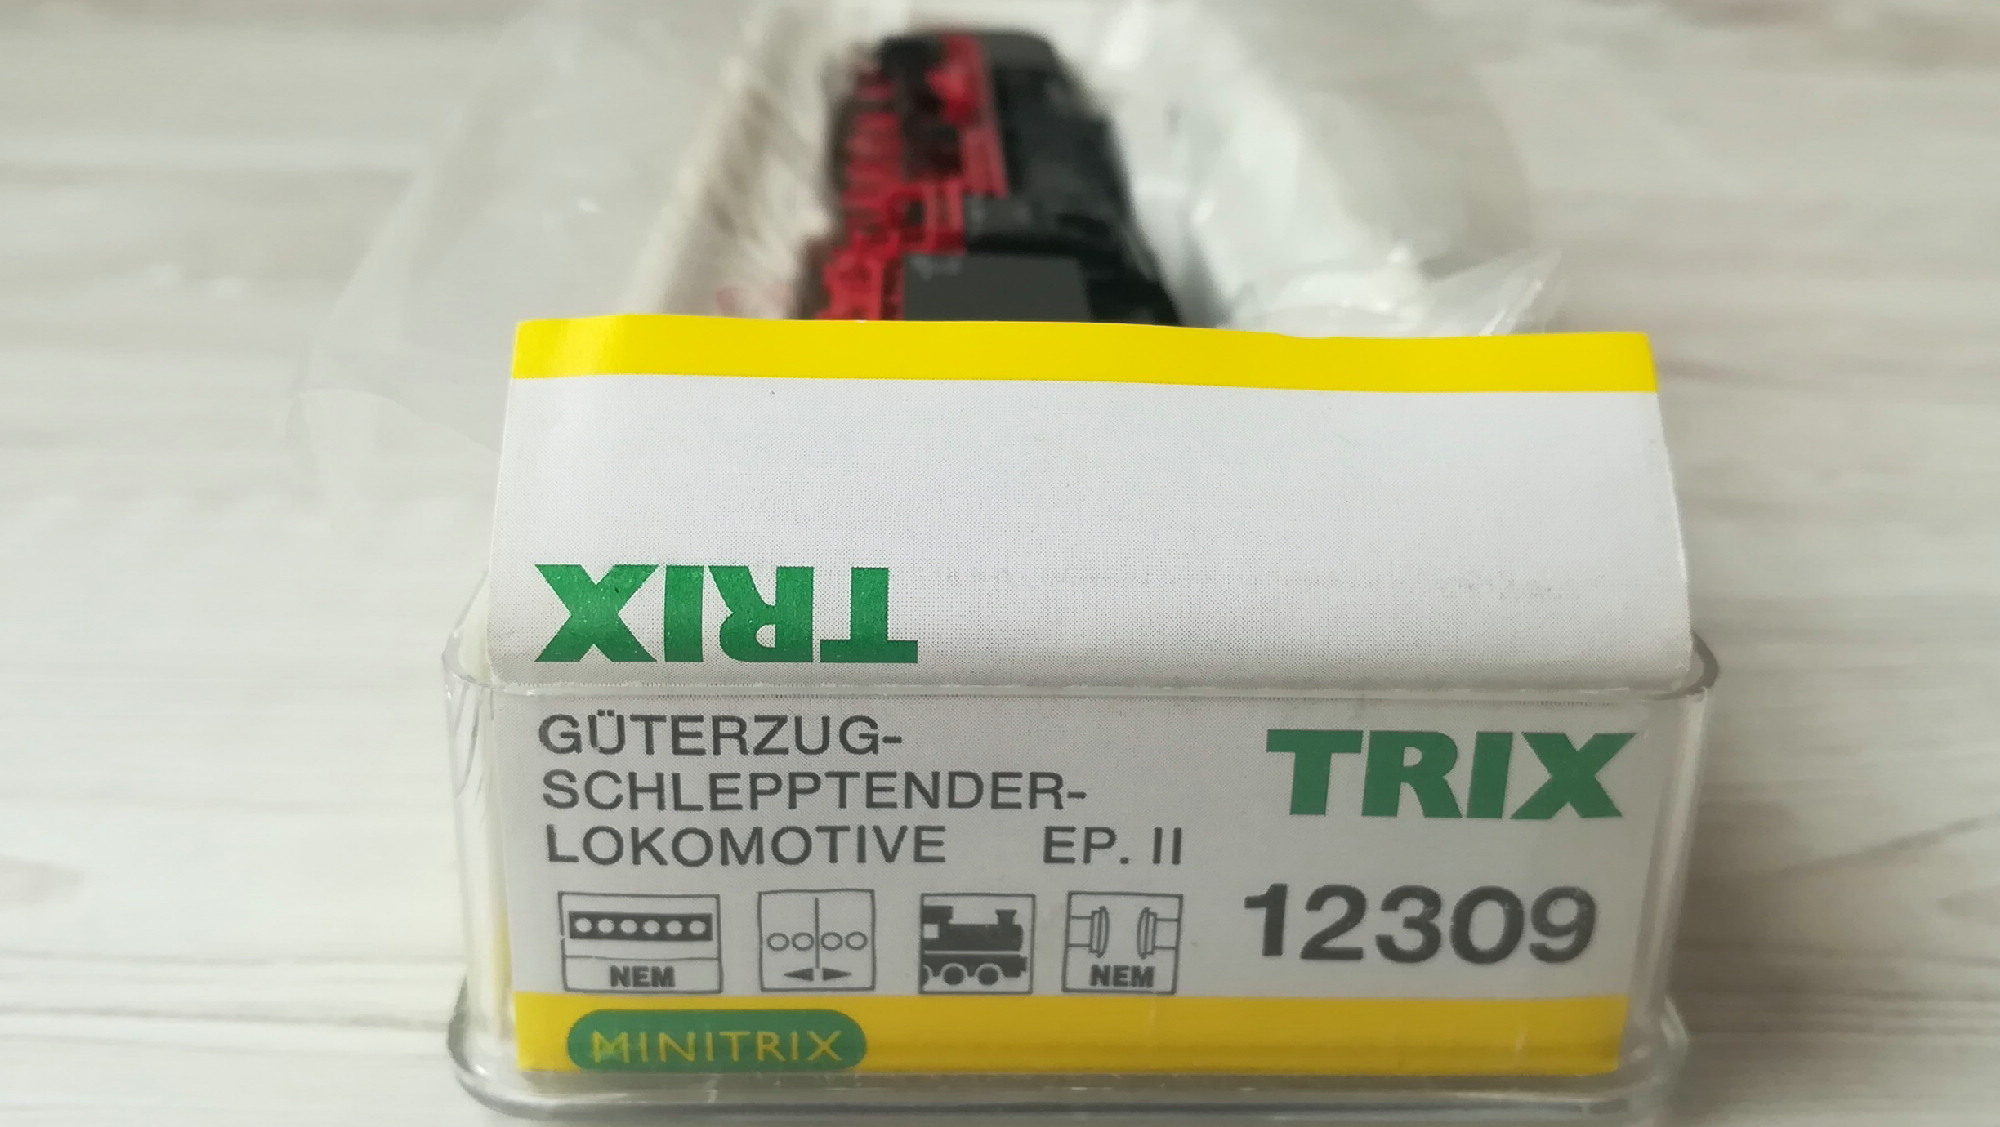 TRIX
GÜTERZUG-
SCHLEPPTENDER-
LOKOMOTIVE EP. II
TRIX
12309
NEM
NEM
MINITRIX